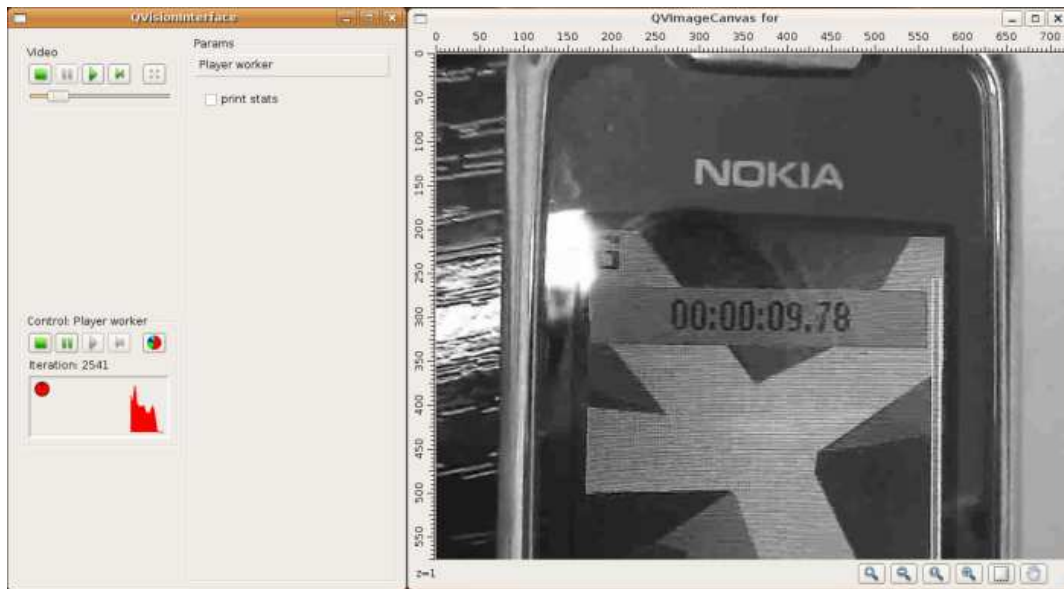 QVisionInterface
Video
Params
Player worker
print stats
Control: Player worker
Iteration: 2541
QVImageCanvas for
0 50 100 150 200 250 300 350 400 450 500 550 600 650 700
0
50
100
150
200
250
300
350
400
450
500
550
NOKIA
00:00:09.78
z=1